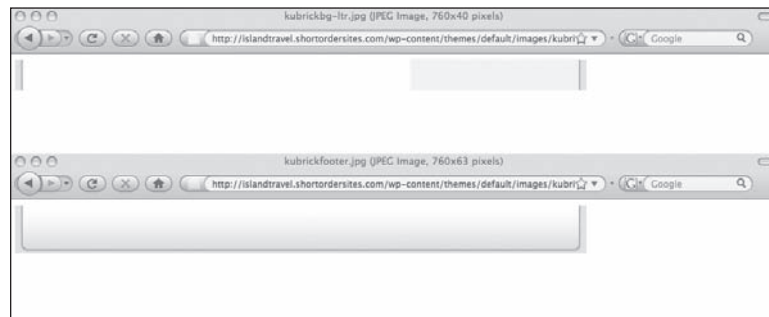 kubrickbg-ltr.jpg (JPEG Image, 760x40 pixels)
http://islandtravel.shortordersites.com/wp-content/themes/default/images/kubri
Google
kubrickfooter.jpg (JPEG Image, 760x63 pixels)
http://islandtravel.shortordersites.com/wp-content/themes/default/images/kubri
Google